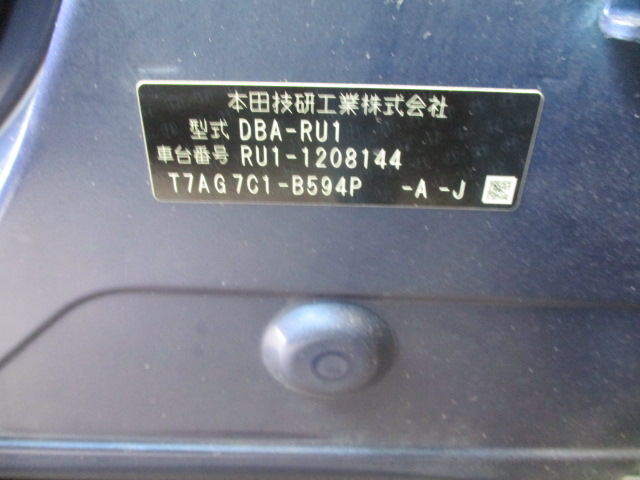 本田技研工業株式会社
型式 DBA-RU1
車台番号 RU1-1208144
T7AG7C1-B594P -A -J